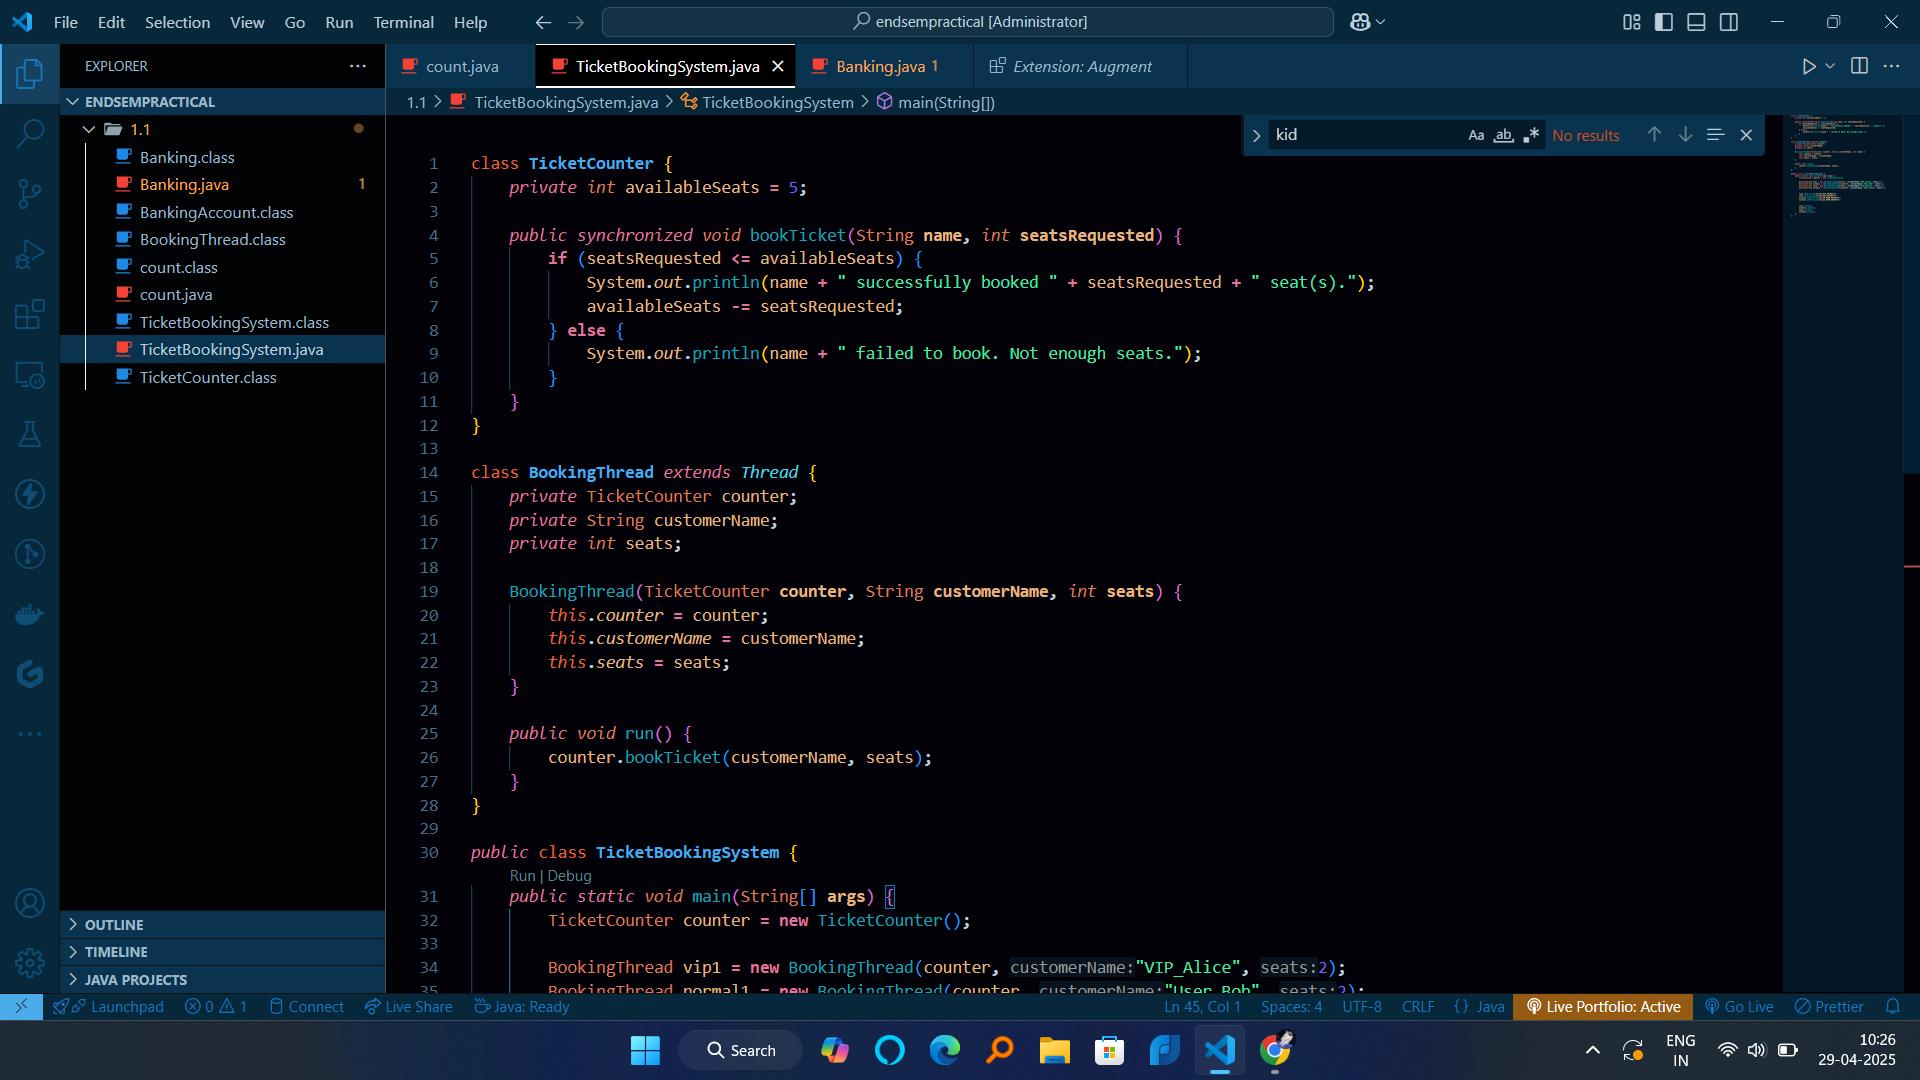 File Edit Selection View Go Run Terminal Help
endsempractical [Administrator]
EXPLORER
count.java
TicketBookingSystem.java
Banking.java 1
Extension: Augment
ENDSEMPRACTICAL
1.1 > TicketBookingSystem.java > TicketBookingSystem > main(String[])
1.1
Banking.class
Banking.java 1
BankingAccount.class
BookingThread.class
count.class
count.java
TicketBookingSystem.class
TicketBookingSystem.java
TicketCounter.class
OUTLINE
TIMELINE
JAVA PROJECTS
kid
Aa ab No results
1 class TicketCounter {
2 private int availableSeats = 5;
3
4 public synchronized void bookTicket(String name, int seatsRequested) {
5 if (seatsRequested <= availableSeats) {
6 System.out.println(name + " successfully booked " + seatsRequested + " seat(s).");
7 availableSeats -= seatsRequested;
8 } else {
9 System.out.println(name + " failed to book. Not enough seats.");
10 }
11 }
12 }
13
14 class BookingThread extends Thread {
15 private TicketCounter counter;
16 private String customerName;
17 private int seats;
18
19 BookingThread(TicketCounter counter, String customerName, int seats) {
20 this.counter = counter;
21 this.customerName = customerName;
22 this.seats = seats;
23 }
24
25 public void run() {
26 counter.bookTicket(customerName, seats);
27 }
28 }
29
30 public class TicketBookingSystem {
Run | Debug
31 public static void main(String[] args) {
32 TicketCounter counter = new TicketCounter();
33
34 BookingThread vip1 = new BookingThread(counter, customerName:"VIP_Alice", seats:2);
35 BookingThread normal1 = new BookingThread(counter, customerName:"User_Bob", seats:2);
Launchpad 0 1 Connect Live Share Java: Ready
Ln 45, Col 1 Spaces: 4 UTF-8 CRLF {} Java Live Portfolio: Active Go Live Prettier
Search
ENG
IN
10:26
29-04-2025